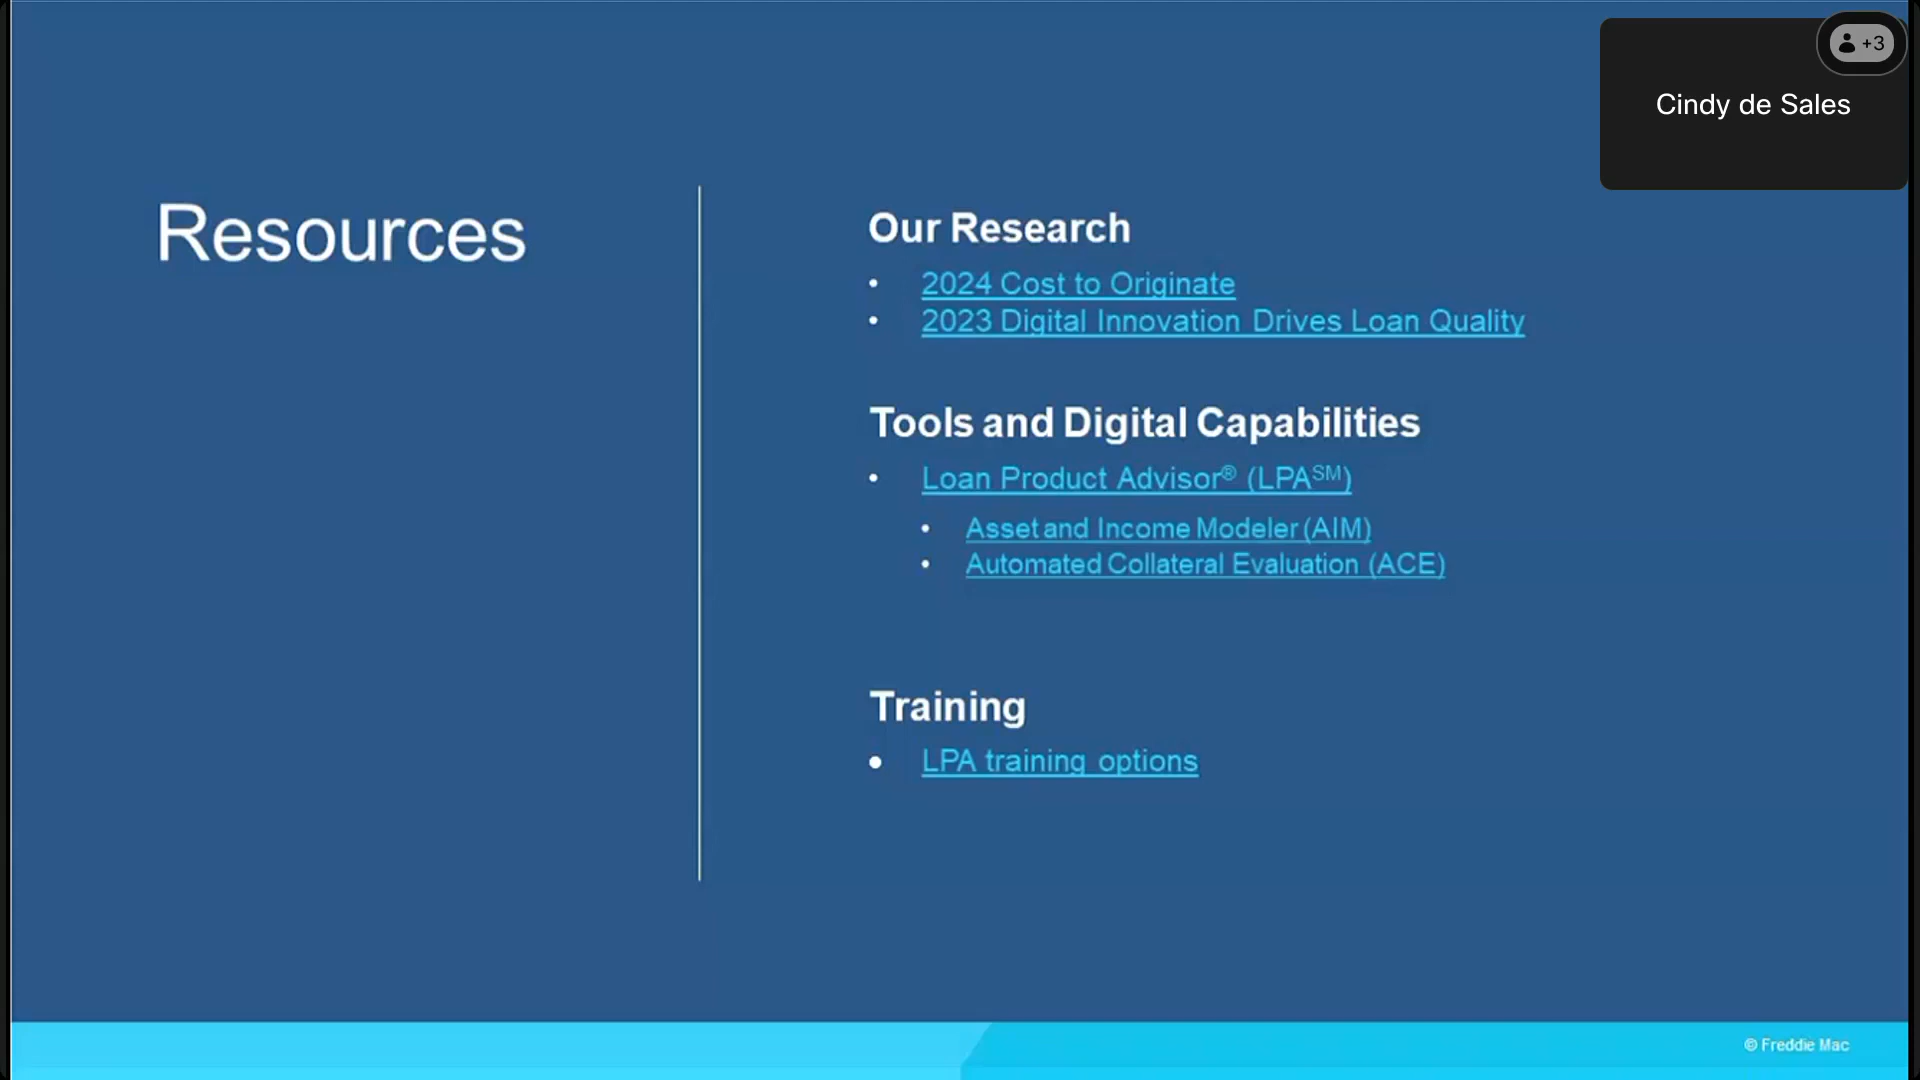 +3
Cindy de Sales
Resources
Our Research
• 2024 Cost to Originate
• 2023 Digital Innovation Drives Loan Quality
Tools and Digital Capabilities
• Loan Product Advisor® (LPA℠)
• Asset and Income Modeler (AIM)
• Automated Collateral Evaluation (ACE)
Training
• LPA training options
© Freddie Mac